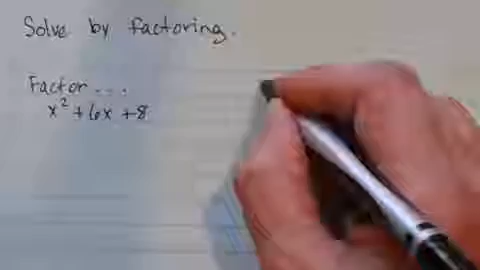 Solve by factoring.
Factor...
x² + 6x + 8